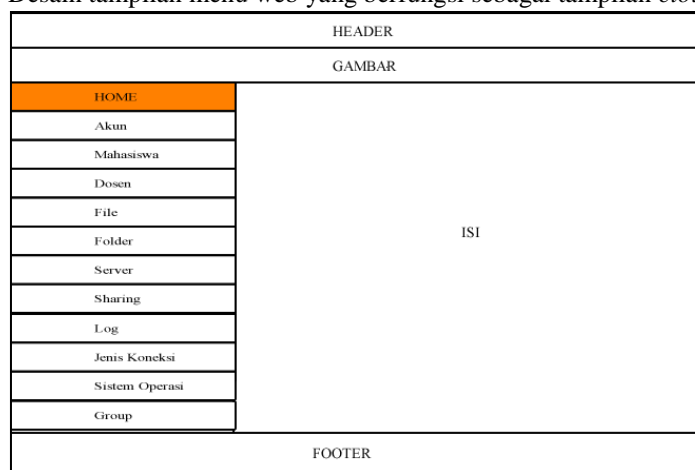 Desain tampilan menu web yang berfungsi sebagai tampilan
HEADER
GAMBAR
HOME
Akun
Mahasiswa
Dosen
File
Folder
Server
Sharing
Log
Jenis Koneksi
Sistem Operasi
Group
ISI
FOOTER